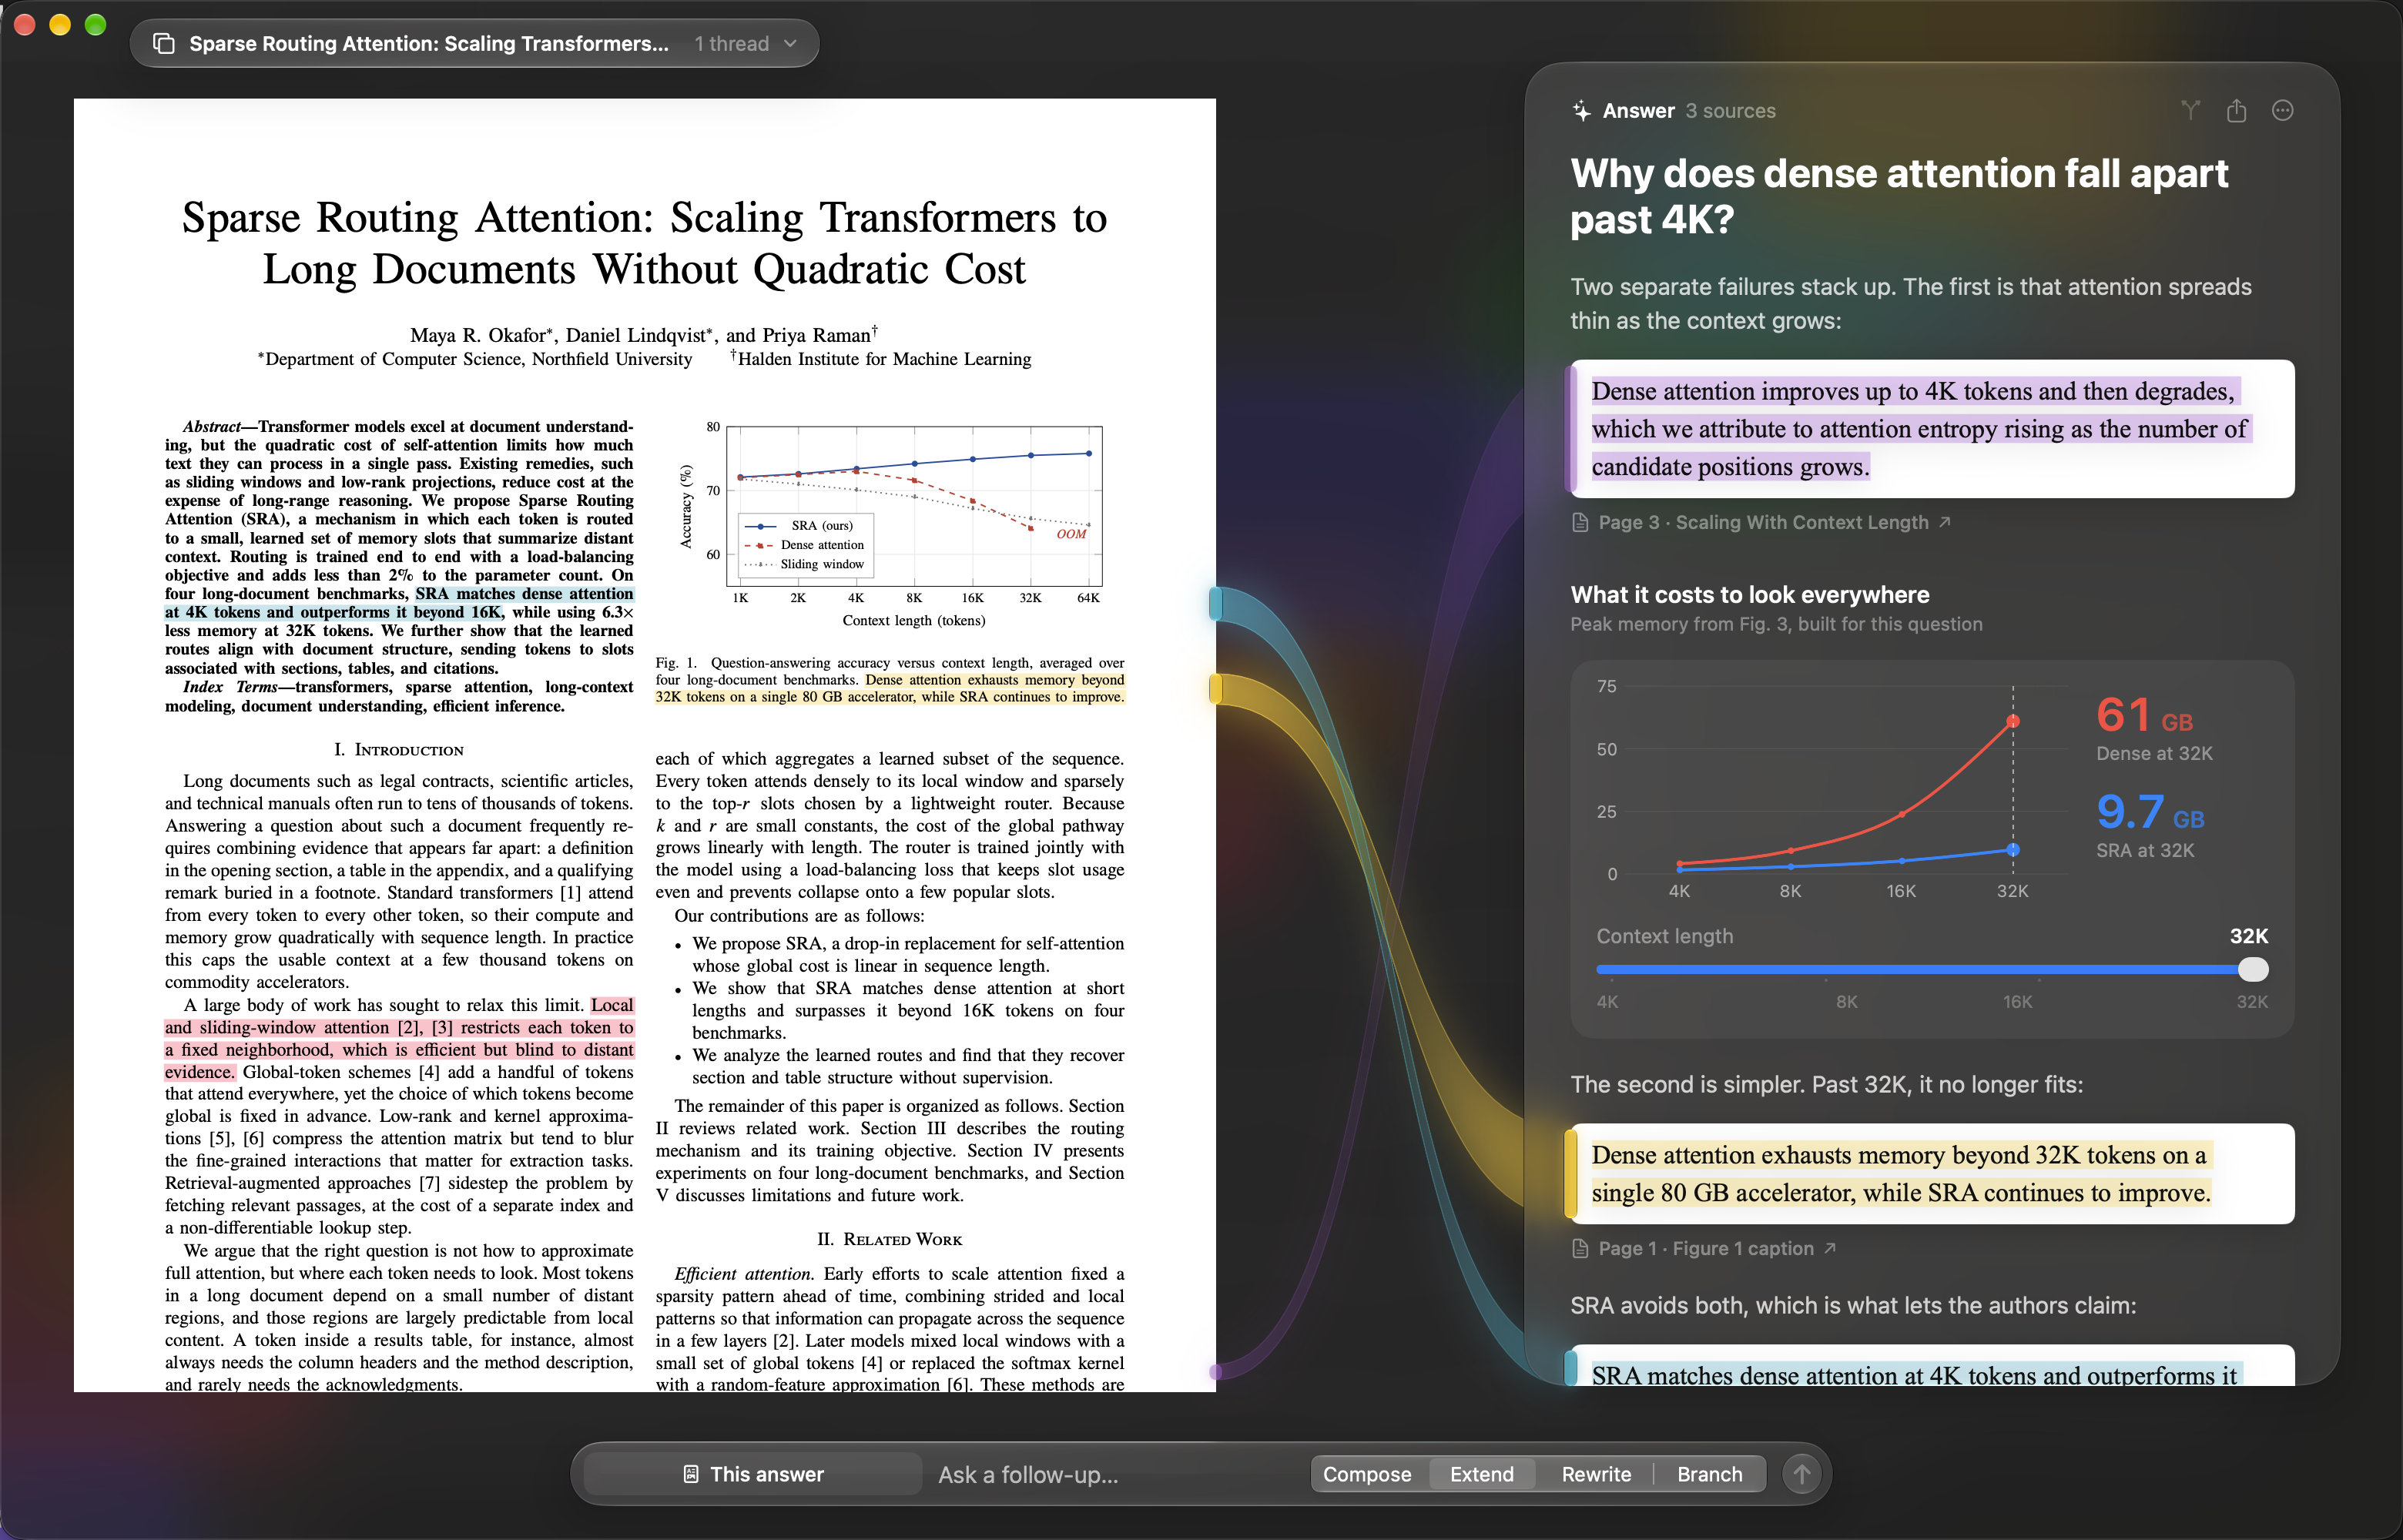 Sparse Routing Attention: Scaling Transformers... 1 thread
Sparse Routing Attention: Scaling Transformers to
Long Documents Without Quadratic Cost
Maya R. Okafor*, Daniel Lindqvist*, and Priya Raman†
*Department of Computer Science, Northfield University †Halden Institute for Machine Learning
Abstract—Transformer models excel at document understand-
ing, but the quadratic cost of self-attention limits how much
text they can process in a single pass. Existing remedies, such
as sliding windows and low-rank projections, reduce cost at the
expense of long-range reasoning. We propose Sparse Routing
Attention (SRA), a mechanism in which each token is routed
to a small, learned set of memory slots that summarize distant
context. Routing is trained end to end with a load-balancing
objective and adds less than 2% to the parameter count. On
four long-document benchmarks, SRA matches dense attention
at 4K tokens and outperforms it beyond 16K, while using 6.3×
less memory at 32K tokens. We further show that the learned
routes align with document structure, sending tokens to slots
associated with sections, tables, and citations.
Index Terms—transformers, sparse attention, long-context
modeling, document understanding, efficient inference.
I. Introduction
Long documents such as legal contracts, scientific articles,
and technical manuals often run to tens of thousands of tokens.
Answering a question about such a document frequently re-
quires combining evidence that appears far apart: a definition
in the opening section, a table in the appendix, and a qualifying
remark buried in a footnote. Standard transformers [1] attend
from every token to every other token, so their compute and
memory grow quadratically with sequence length. In practice
this caps the usable context at a few thousand tokens on
commodity accelerators.
A large body of work has sought to relax this limit. Local
and sliding-window attention [2], [3] restricts each token to
a fixed neighborhood, which is efficient but blind to distant
evidence. Global-token schemes [4] add a handful of tokens
that attend everywhere, yet the choice of which tokens become
global is fixed in advance. Low-rank and kernel approxima-
tions [5], [6] compress the attention matrix but tend to blur
the fine-grained interactions that matter for extraction tasks.
Retrieval-augmented approaches [7] sidestep the problem by
fetching relevant passages, at the cost of a separate index and
a non-differentiable lookup step.
We argue that the right question is not how to approximate
full attention, but where each token needs to look. Most tokens
in a long document depend on a small number of distant
regions, and those regions are largely predictable from local
content. A token inside a results table, for instance, almost
always needs the column headers and the method description,
and rarely needs the acknowledgments.
80
70
60
Accuracy (%)
SRA (ours)
Dense attention
Sliding window
OOM
1K 2K 4K 8K 16K 32K 64K
Context length (tokens)
Fig. 1. Question-answering accuracy versus context length, averaged over
four long-document benchmarks. Dense attention exhausts memory beyond
32K tokens on a single 80 GB accelerator, while SRA continues to improve.
each of which aggregates a learned subset of the sequence.
Every token attends densely to its local window and sparsely
to the top-r slots chosen by a lightweight router. Because
k and r are small constants, the cost of the global pathway
grows linearly with length. The router is trained jointly with
the model using a load-balancing loss that keeps slot usage
even and prevents collapse onto a few popular slots.
Our contributions are as follows:
• We propose SRA, a drop-in replacement for self-attention
whose global cost is linear in sequence length.
• We show that SRA matches dense attention at short
lengths and surpasses it beyond 16K tokens on four
benchmarks.
• We analyze the learned routes and find that they recover
section and table structure without supervision.
The remainder of this paper is organized as follows. Section
II reviews related work. Section III describes the routing
mechanism and its training objective. Section IV presents
experiments on four long-document benchmarks, and Section
V discusses limitations and future work.
II. Related Work
Efficient attention. Early efforts to scale attention fixed a
sparsity pattern ahead of time, combining strided and local
patterns so that information can propagate across the sequence
in a few layers [2]. Later models mixed local windows with a
small set of global tokens [4] or replaced the softmax kernel
with a random-feature approximation [6]. These methods are
Answer 3 sources
Why does dense attention fall apart
past 4K?
Two separate failures stack up. The first is that attention spreads
thin as the context grows:
Dense attention improves up to 4K tokens and then degrades,
which we attribute to attention entropy rising as the number of
candidate positions grows.
Page 3 · Scaling With Context Length ↗
What it costs to look everywhere
Peak memory from Fig. 3, built for this question
75
50
25
0
4K 8K 16K 32K
61 GB
Dense at 32K
9.7 GB
SRA at 32K
Context length 32K
4K 8K 16K 32K
The second is simpler. Past 32K, it no longer fits:
Dense attention exhausts memory beyond 32K tokens on a
single 80 GB accelerator, while SRA continues to improve.
Page 1 · Figure 1 caption ↗
SRA avoids both, which is what lets the authors claim:
SRA matches dense attention at 4K tokens and outperforms it
This answer Ask a follow-up... Compose Extend Rewrite Branch